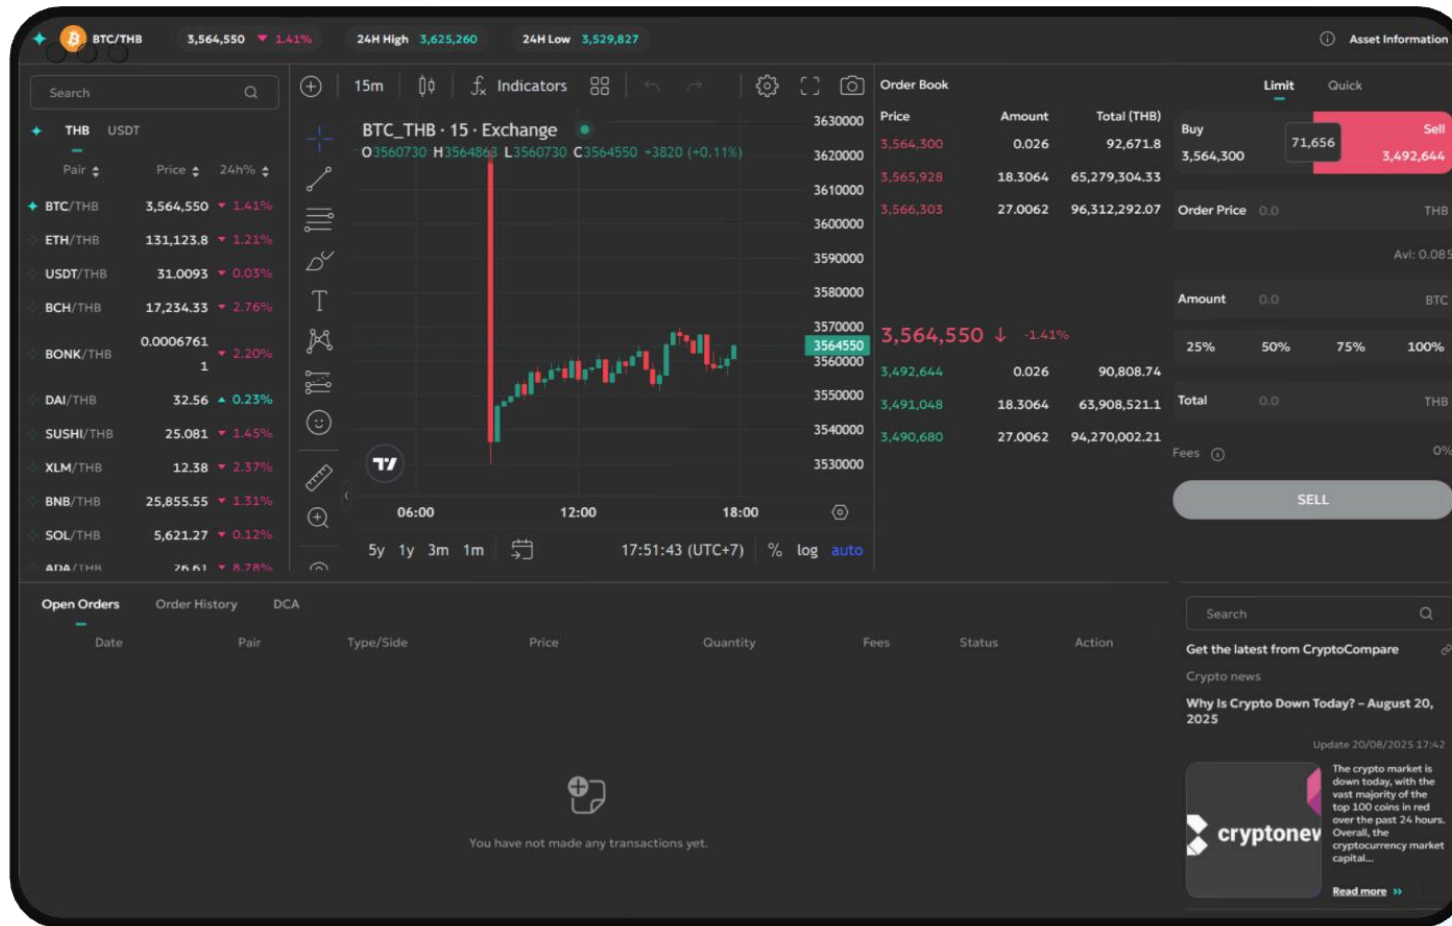 BTC/THB 3,564,550 1.41% 24H High 3,625,260 24H Low 3,529,827 Asset Information
Search
THB USDT
Pair Price 24h%
BTC/THB 3,564,550 1.41%
ETH/THB 131,123.8 1.21%
USDT/THB 31.0093 0.03%
BCH/THB 17,234.33 2.76%
BONK/THB 0.0006761
1 2.20%
DAI/THB 32.56 0.23%
SUSHI/THB 25.081 1.45%
XLM/THB 12.38 2.37%
BNB/THB 25,855.55 1.31%
SOL/THB 5,621.27 0.12%
ADA/THB 26.61 8.78%
15m Indicators
BTC_THB · 15 · Exchange
O3560730 H3564863 L3560730 C3564550 +3820 (+0.11%)
3630000
3620000
3610000
3600000
3590000
3580000
3570000
3564550
3560000
3550000
3540000
3530000
06:00 12:00 18:00
5y 1y 3m 1m 17:51:43 (UTC+7) % log auto
Order Book
Price Amount Total (THB)
3,564,300 0.026 92,671.8
3,565,928 18.3064 65,279,304.33
3,566,303 27.0062 96,312,292.07
3,564,550 ↓ -1.41%
3,492,644 0.026 90,808.74
3,491,048 18.3064 63,908,521.1
3,490,680 27.0062 94,270,002.21
Limit Quick
Buy Sell
71,656
3,564,300 3,492,644
Order Price 0.0 THB
Avl: 0.085
Amount 0.0 BTC
25% 50% 75% 100%
Total 0.0 THB
Fees 0%
SELL
Open Orders Order History DCA
Date Pair Type/Side Price Quantity Fees Status Action
You have not made any transactions yet.
Search
Get the latest from CryptoCompare
Crypto news
Why Is Crypto Down Today? – August 20,
2025
Update 20/08/2025 17:42
cryptonew
The crypto market is
down today, with the
vast majority of the
top 100 coins in red
over the past 24 hours.
Overall, the
cryptocurrency market
capital...
Read more »